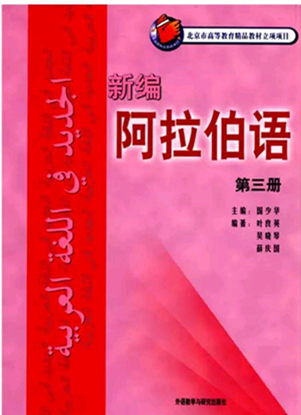 北京市高等教育精品教材立项项目
新编
阿拉伯语
第三册
主编：国少华
编著：叶良英
吴晓琴
薛庆国
الجديد في اللغة العربية
外语教学与研究出版社